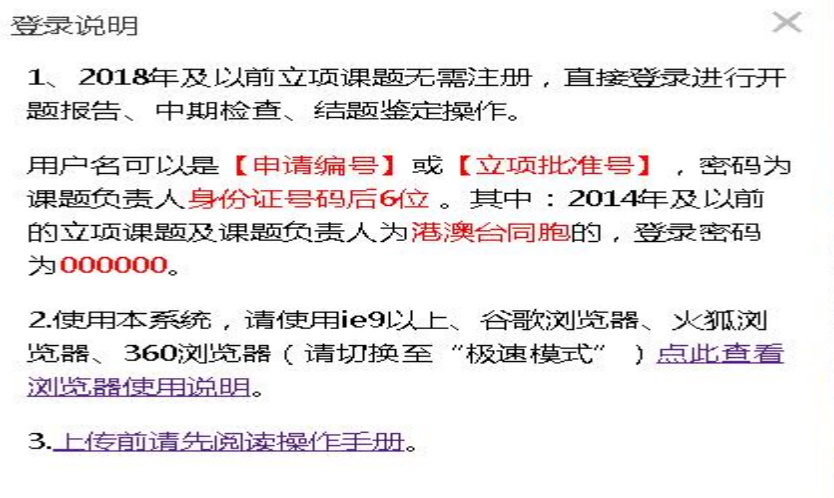 登录说明
1、2018年及以前立项课题无需注册，直接登录进行开
题报告、中期检查、结题鉴定操作。
用户名可以是【申请编号】或【立项批准号】，密码为
课题负责人身份证号码后6位。其中：2014年及以前
的立项课题及课题负责人为港澳台同胞的，登录密码
为000000。
2.使用本系统，请使用ie9以上、谷歌浏览器、火狐浏
览器、360浏览器（请切换至“极速模式”）点此查看
浏览器使用说明。
3.上传前请先阅读操作手册。